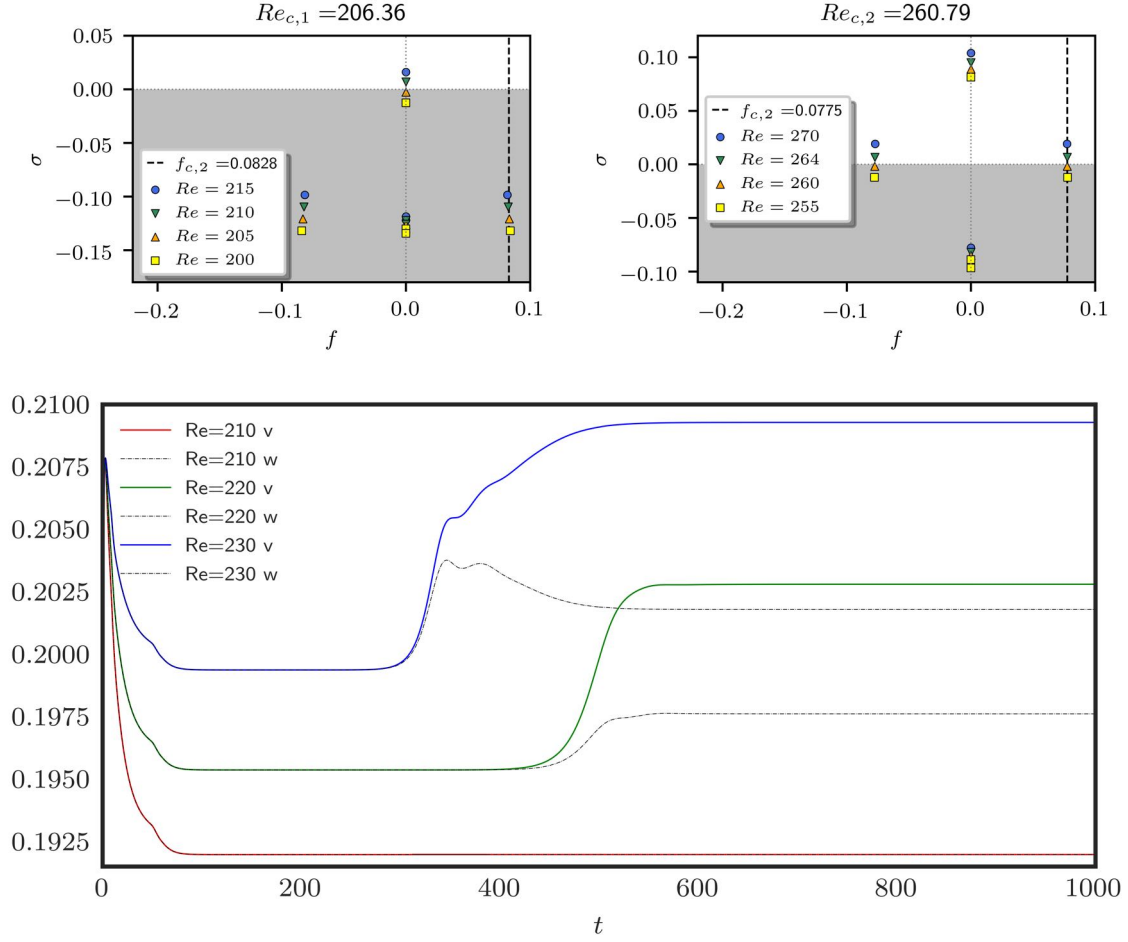 Re_{c,1} =206.36
0.05
0.00
−0.05
−0.10
−0.15
σ
f_{c,2} =0.0828
Re = 215
Re = 210
Re = 205
Re = 200
−0.2
−0.1
0.0
0.1
f
Re_{c,2} =260.79
0.10
0.05
0.00
−0.05
−0.10
σ
f_{c,2} =0.0775
Re = 270
Re = 264
Re = 260
Re = 255
−0.2
−0.1
0.0
0.1
f
0.2100
0.2075
0.2050
0.2025
0.2000
0.1975
0.1950
0.1925
Re=210 v
Re=210 w
Re=220 v
Re=220 w
Re=230 v
Re=230 w
0
200
400
600
800
1000
t